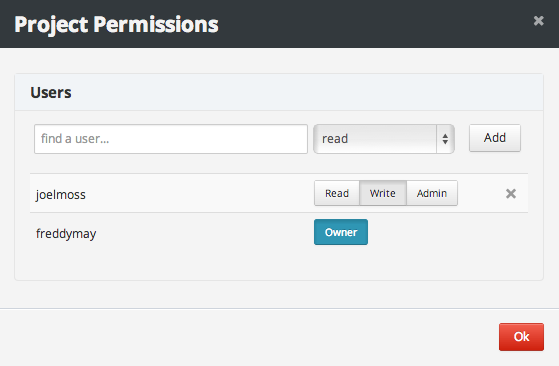 Project Permissions
Users
find a user... read Add
joelmoss Read Write Admin
freddymay Owner
Ok